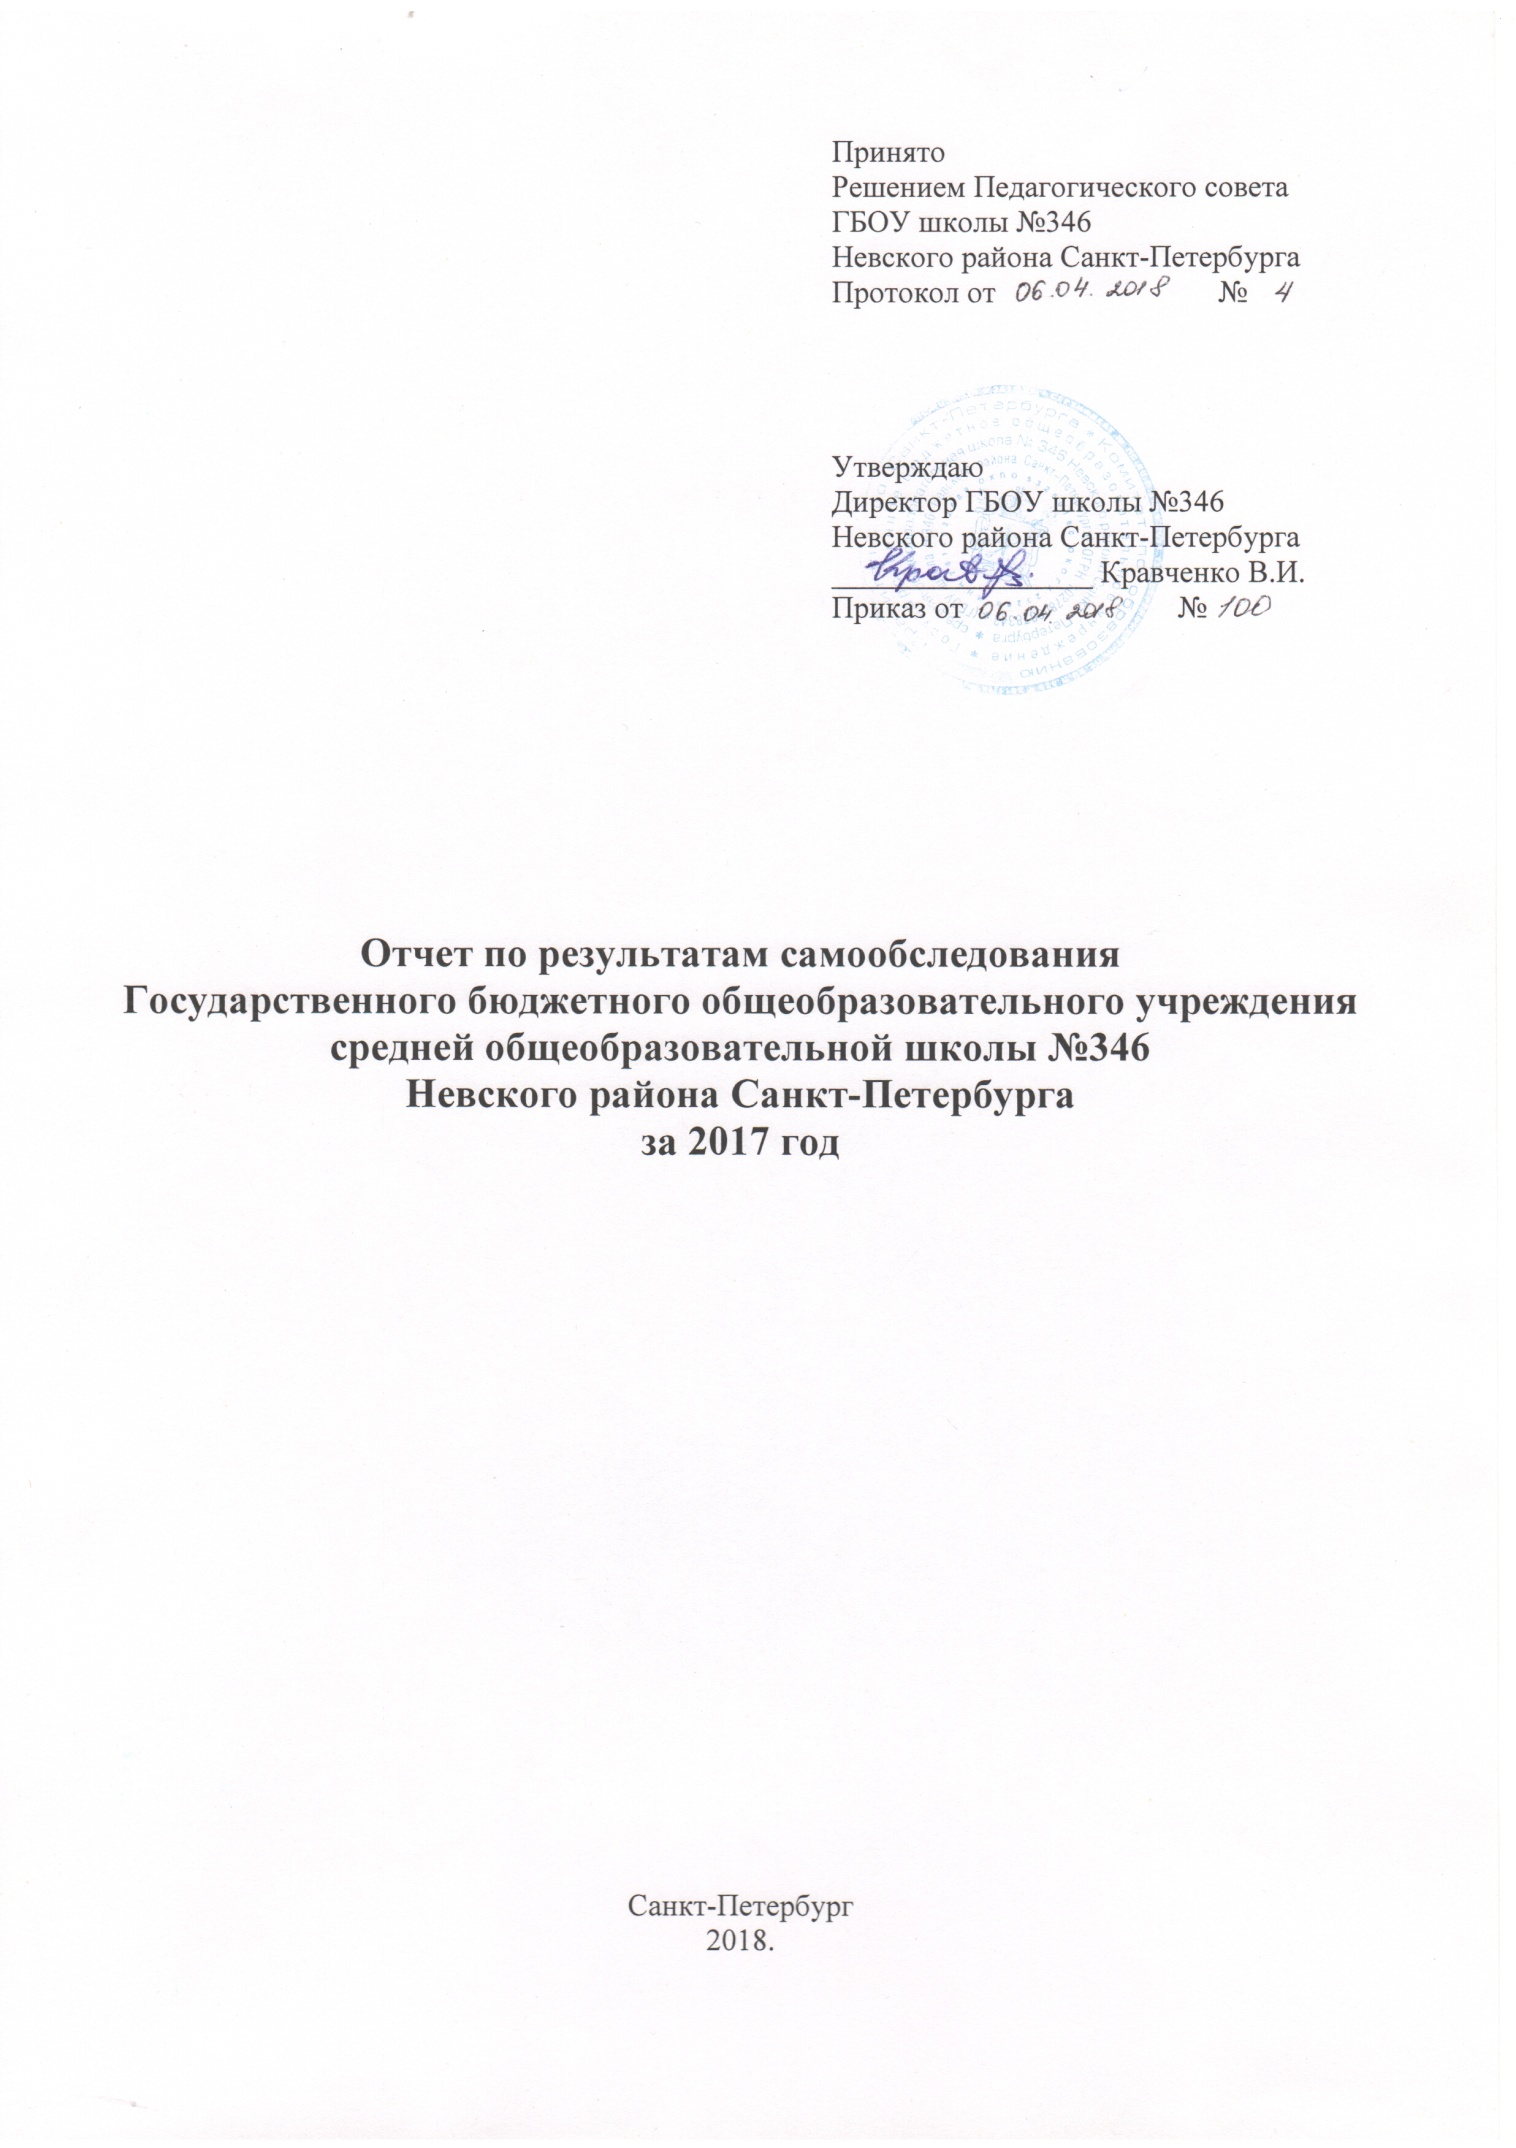 Принято
Решением Педагогического совета
ГБОУ школы №346
Невского района Санкт-Петербурга
Протокол от 06.04.2018 № 4
Утверждаю
Директор ГБОУ школы №346
Невского района Санкт-Петербурга
Кравченко В.И.
Приказ от 06.04.2018 № 100
Отчет по результатам самообследования
Государственного бюджетного общеобразовательного учреждения
средней общеобразовательной школы №346
Невского района Санкт-Петербурга
за 2017 год
Санкт-Петербург
2018.